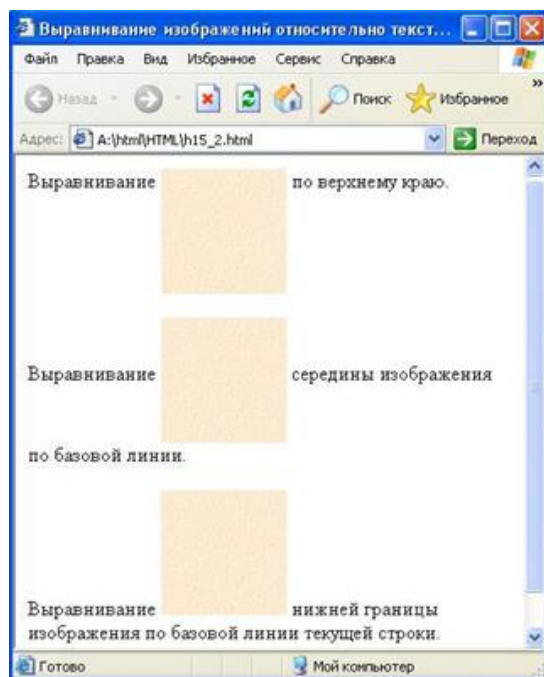 Выравнивание изображений относительно текст...
Файл Правка Вид Избранное Сервис Справка
Назад Поиск Избранное »
Адрес: A:\html\HTML\h15_2.html Переход
Выравнивание по верхнему краю.
Выравнивание середины изображения
по базовой линии.
Выравнивание нижней границы
изображения по базовой линии текущей строки.
Готово Мой компьютер